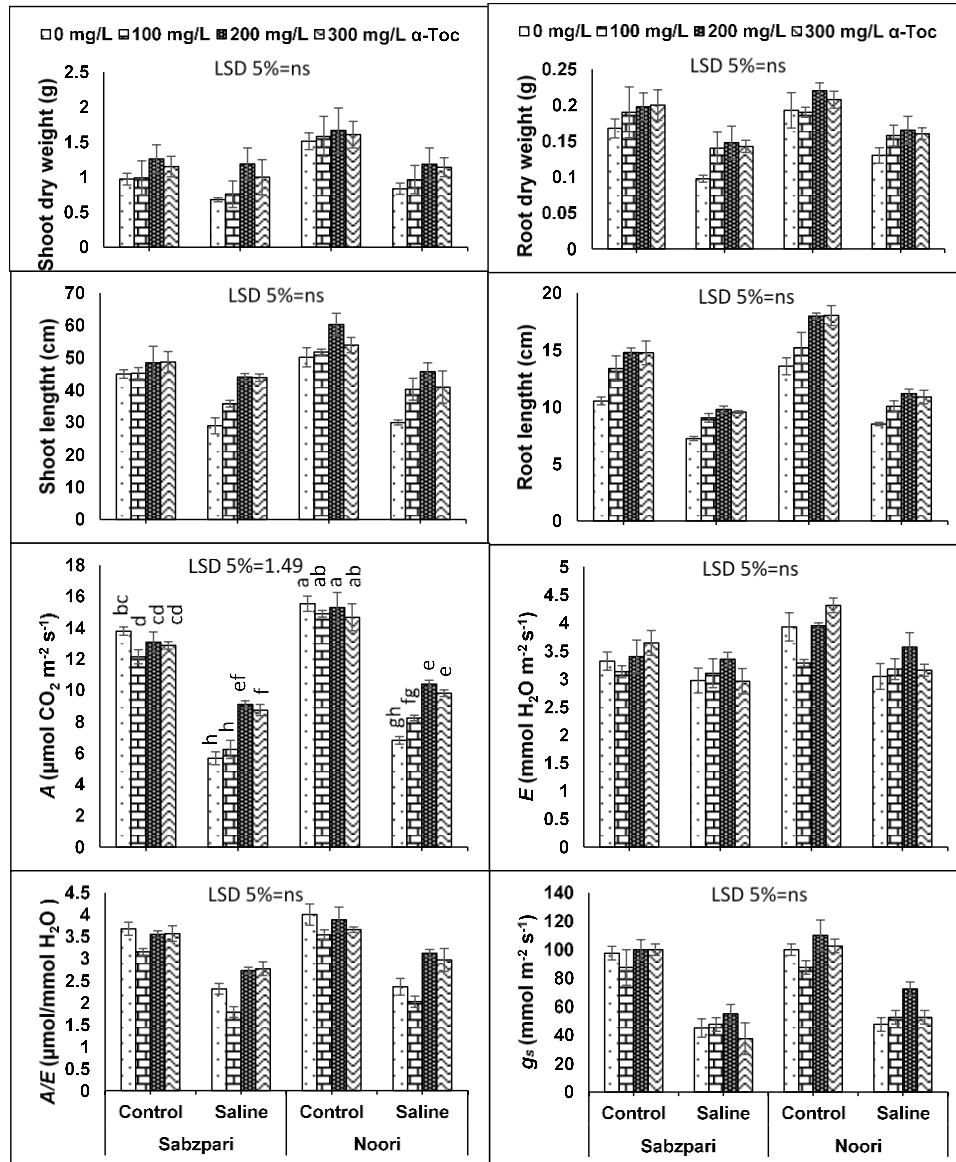 0 mg/L 100 mg/L 200 mg/L 300 mg/L α-Toc
LSD 5%=ns
Shoot dry weight (g)
2.5
2
1.5
1
0.5
0
0 mg/L 100 mg/L 200 mg/L 300 mg/L α-Toc
LSD 5%=ns
Root dry weight (g)
0.25
0.2
0.15
0.1
0.05
0
LSD 5%=ns
Shoot lengtht (cm)
70
60
50
40
30
20
10
0
LSD 5%=ns
Root lengtht (cm)
20
15
10
5
0
LSD 5%=1.49
A (µmol CO2 m-2 s-1)
18
16
14
12
10
8
6
4
2
0
bc d cd cd
h h ef f
a ab a ab
gh fg e e
LSD 5%=ns
E (mmol H2O m-2 s-1)
4.5
4
3.5
3
2.5
2
1.5
1
0.5
0
LSD 5%=ns
A/E (µmol/mmol H2O )
4.5
4
3.5
3
2.5
2
1.5
1
0.5
0
Control Saline Control Saline
Sabzpari Noori
LSD 5%=ns
gs (mmol m-2 s-1)
140
120
100
80
60
40
20
0
Control Saline Control Saline
Sabzpari Noori